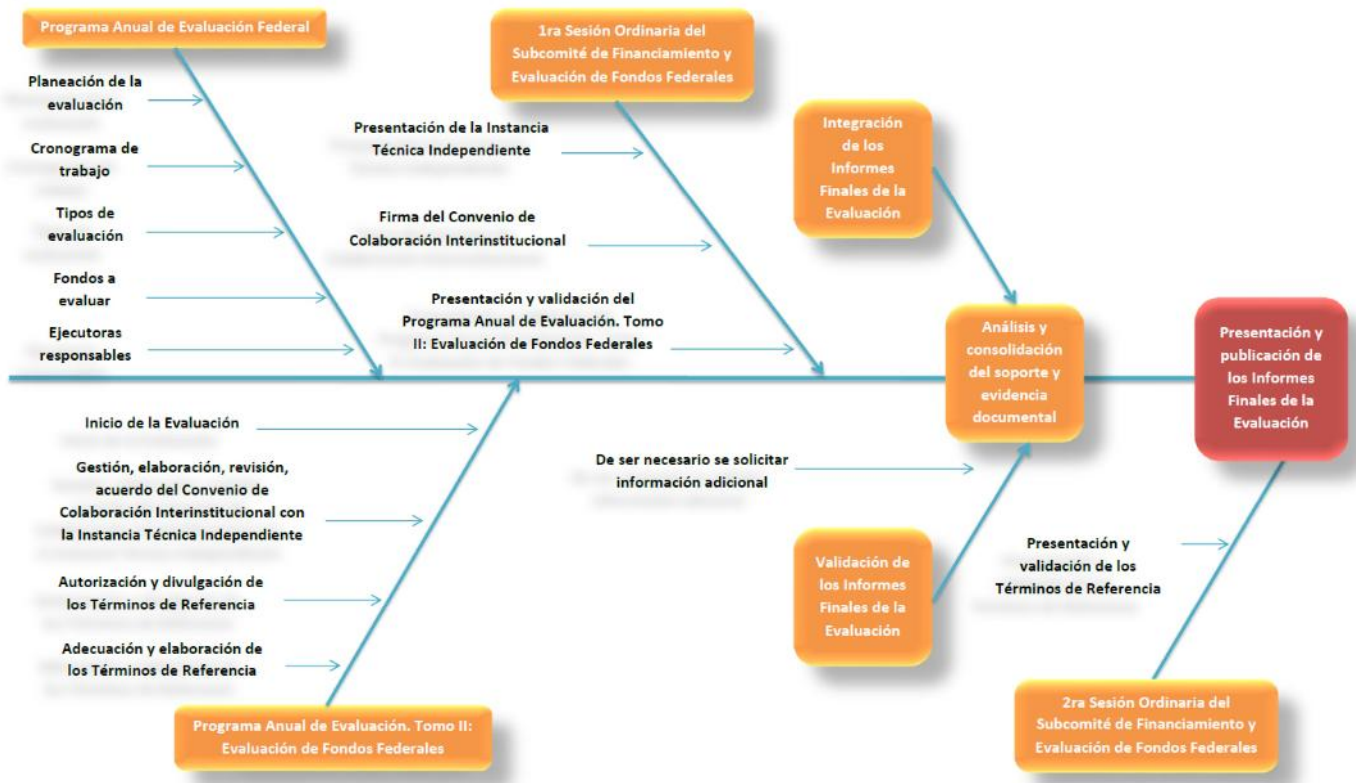 Programa Anual de Evaluación Federal
Planeación de la
evaluación
Cronograma de
trabajo
Tipos de
evaluación
Fondos a
evaluar
Ejecutoras
responsables
1ra Sesión Ordinaria del
Subcomité de Financiamiento y
Evaluación de Fondos Federales
Presentación de la Instancia
Técnica Independiente
Firma del Convenio de
Colaboración Interinstitucional
Presentación y validación del
Programa Anual de Evaluación. Tomo
II: Evaluación de Fondos Federales
Integración
de los
Informes
Finales de la
Evaluación
Análisis y
consolidación
del soporte y
evidencia
documental
Presentación y
publicación de
los Informes
Finales de la
Evaluación
Inicio de la Evaluación
Gestión, elaboración, revisión,
acuerdo del Convenio de
Colaboración Interinstitucional con
la Instancia Técnica Independiente
Autorización y divulgación de
los Términos de Referencia
Adecuación y elaboración de
los Términos de Referencia
Programa Anual de Evaluación. Tomo II:
Evaluación de Fondos Federales
De ser necesario se solicitar
información adicional
Validación de
los Informes
Finales de la
Evaluación
Presentación y
validación de los
Términos de Referencia
2ra Sesión Ordinaria del
Subcomité de Financiamiento y
Evaluación de Fondos Federales